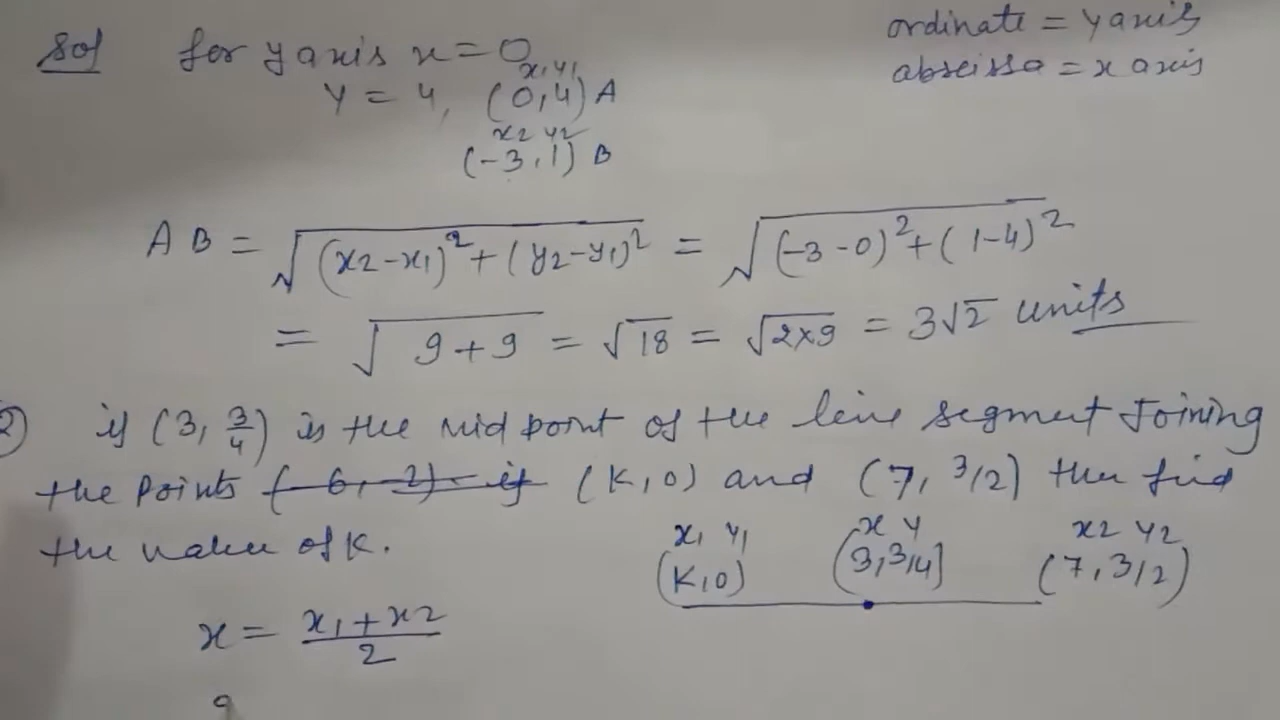 Sol for y axis x = 0
ordinate = y axis
abscissa = x axis
x1 y1
y = 4, (0,4) A
x2 y2
(-3,1) B
AB = √(x2-x1)² + (y2-y1)² = √(-3-0)² + (1-4)²
= √9+9 = √18 = √2×9 = 3√2 units
2) if (3, 3/4) is the mid point of the line segment Joining
the points (-6, -2). if (K,0) and (7, 3/2) then find
the value of K.
x1 y1 x y x2 y2
(K,0) (3,3/4) (7,3/2)
x = x1+x2/2